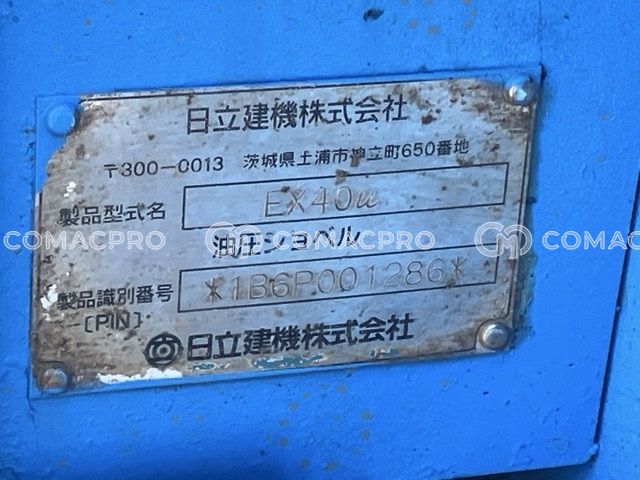 日立建機株式会社
〒300-0013 茨城県土浦市神立町650番地
製品型式名 EX40u
COMACPRO COMACPRO COMACPRO
油圧ショベル
製品識別番号 *1B6P001286*
[PIN]
日立建機株式会社